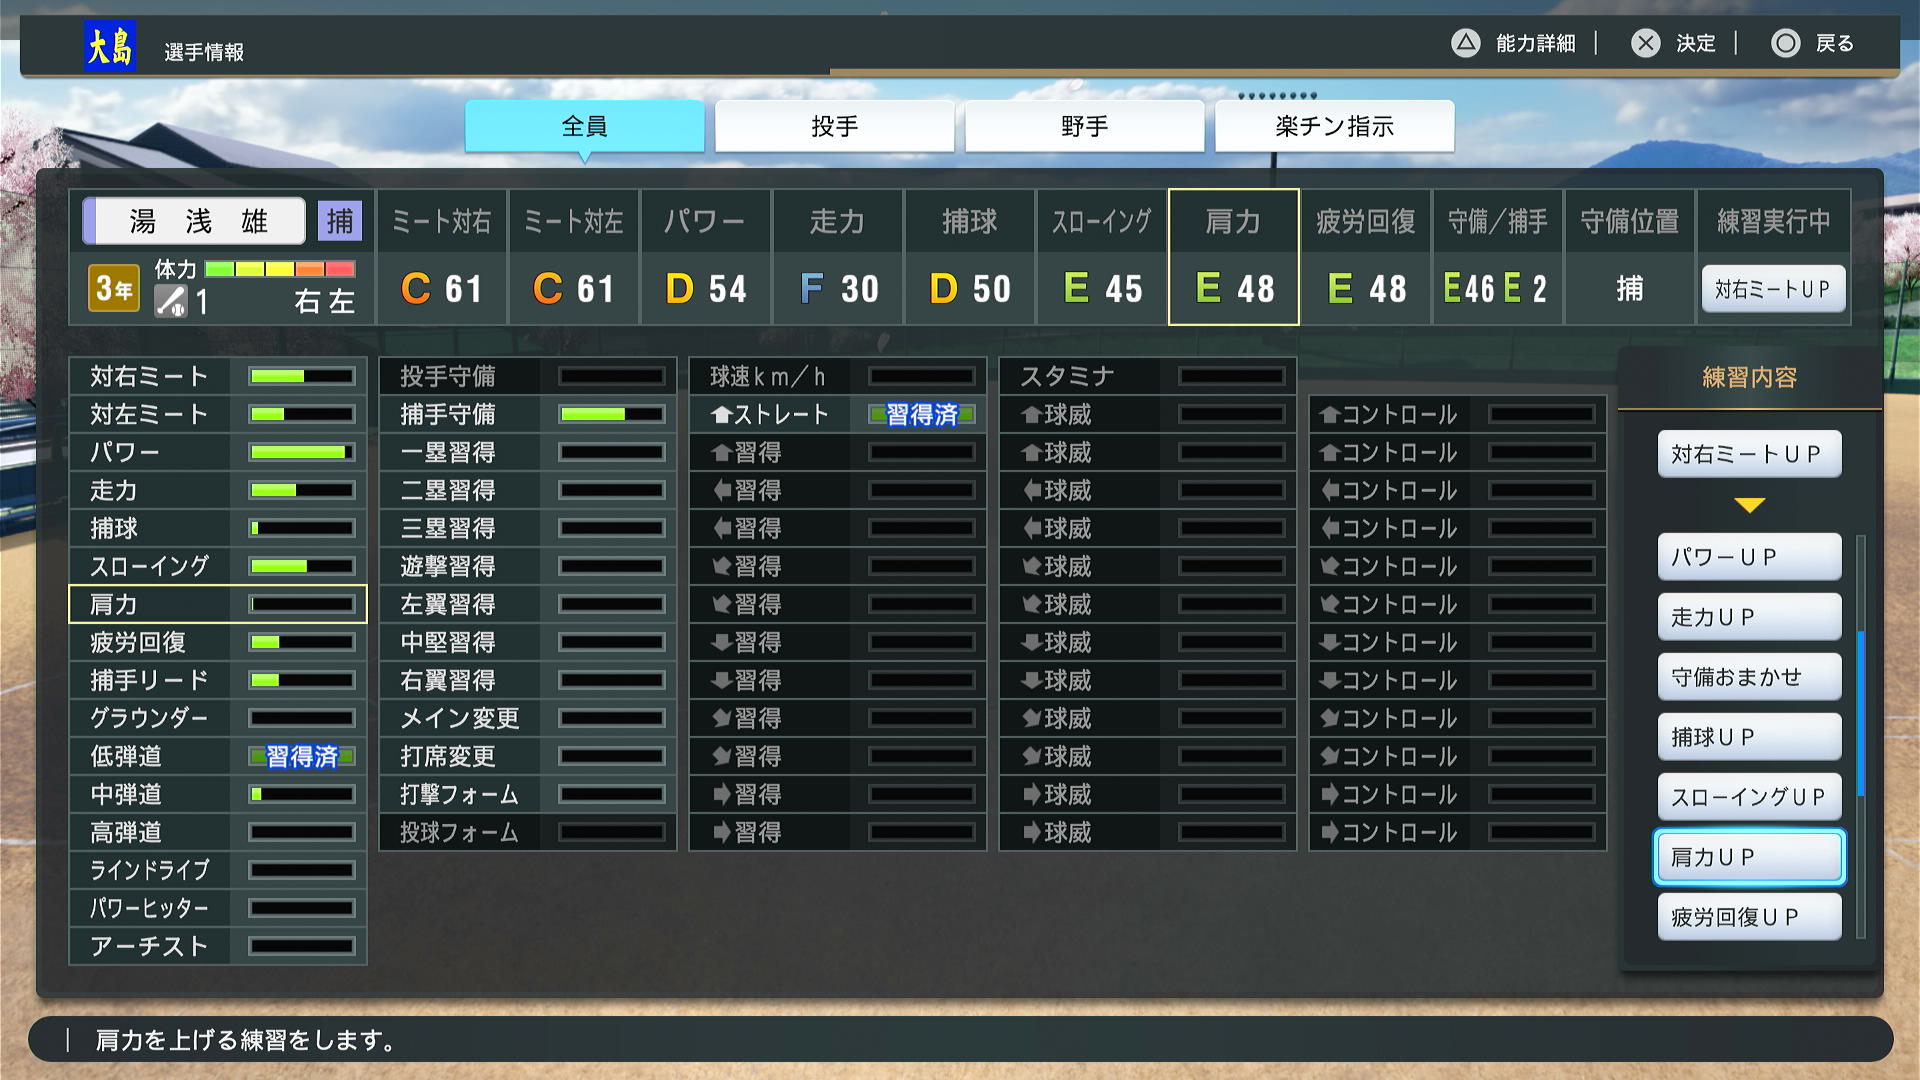 大島 選手情報 能力詳細 決定 戻る
全員 投手 野手 楽チン指示
湯 浅 雄 捕 ミート対右 ミート対左 パワー 走力 捕球 スローイング 肩力 疲労回復 守備／捕手 守備位置 練習実行中
3年 体力 1 右 左 C 61 C 61 D 54 F 30 D 50 E 45 E 48 E 48 E46 E 2 捕 対右ミートＵＰ
対右ミート 投手守備 球速ｋｍ／ｈ スタミナ 練習内容
対左ミート 捕手守備 ⬆ストレート 習得済 ⬆球威 ⬆コントロール
パワー 一塁習得 ⬆習得 ⬆球威 ⬆コントロール 対右ミートＵＰ
走力 二塁習得 ⬅習得 ⬅球威 ⬅コントロール
捕球 三塁習得 ⬅習得 ⬅球威 ⬅コントロール
スローイング 遊撃習得 ⬋習得 ⬋球威 ⬋コントロール パワーＵＰ
肩力 左翼習得 ⬋習得 ⬋球威 ⬋コントロール 走力ＵＰ
疲労回復 中堅習得 ⬇習得 ⬇球威 ⬇コントロール
捕手リード 右翼習得 ⬇習得 ⬇球威 ⬇コントロール 守備おまかせ
グラウンダー メイン変更 ⬊習得 ⬊球威 ⬊コントロール 捕球ＵＰ
低弾道 習得済 打席変更 ⬊習得 ⬊球威 ⬊コントロール
中弾道 打撃フォーム ➡習得 ➡球威 ➡コントロール スローイングＵＰ
高弾道 投球フォーム ➡習得 ➡球威 ➡コントロール 肩力ＵＰ
ラインドライブ
パワーヒッター 疲労回復ＵＰ
アーチスト
肩力を上げる練習をします。